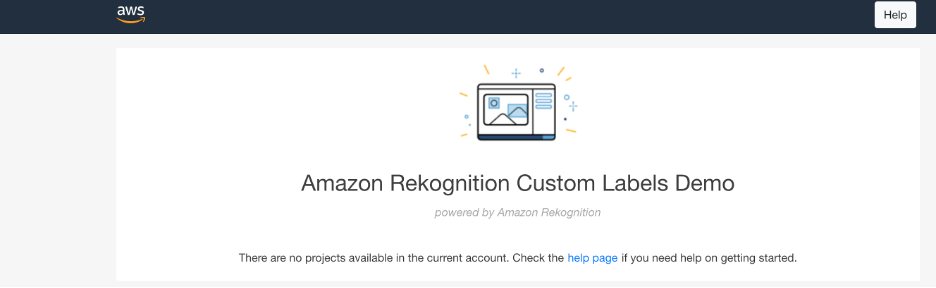 aws
Help
Amazon Rekognition Custom Labels Demo
powered by Amazon Rekognition
There are no projects available in the current account. Check the help page if you need help on getting started.